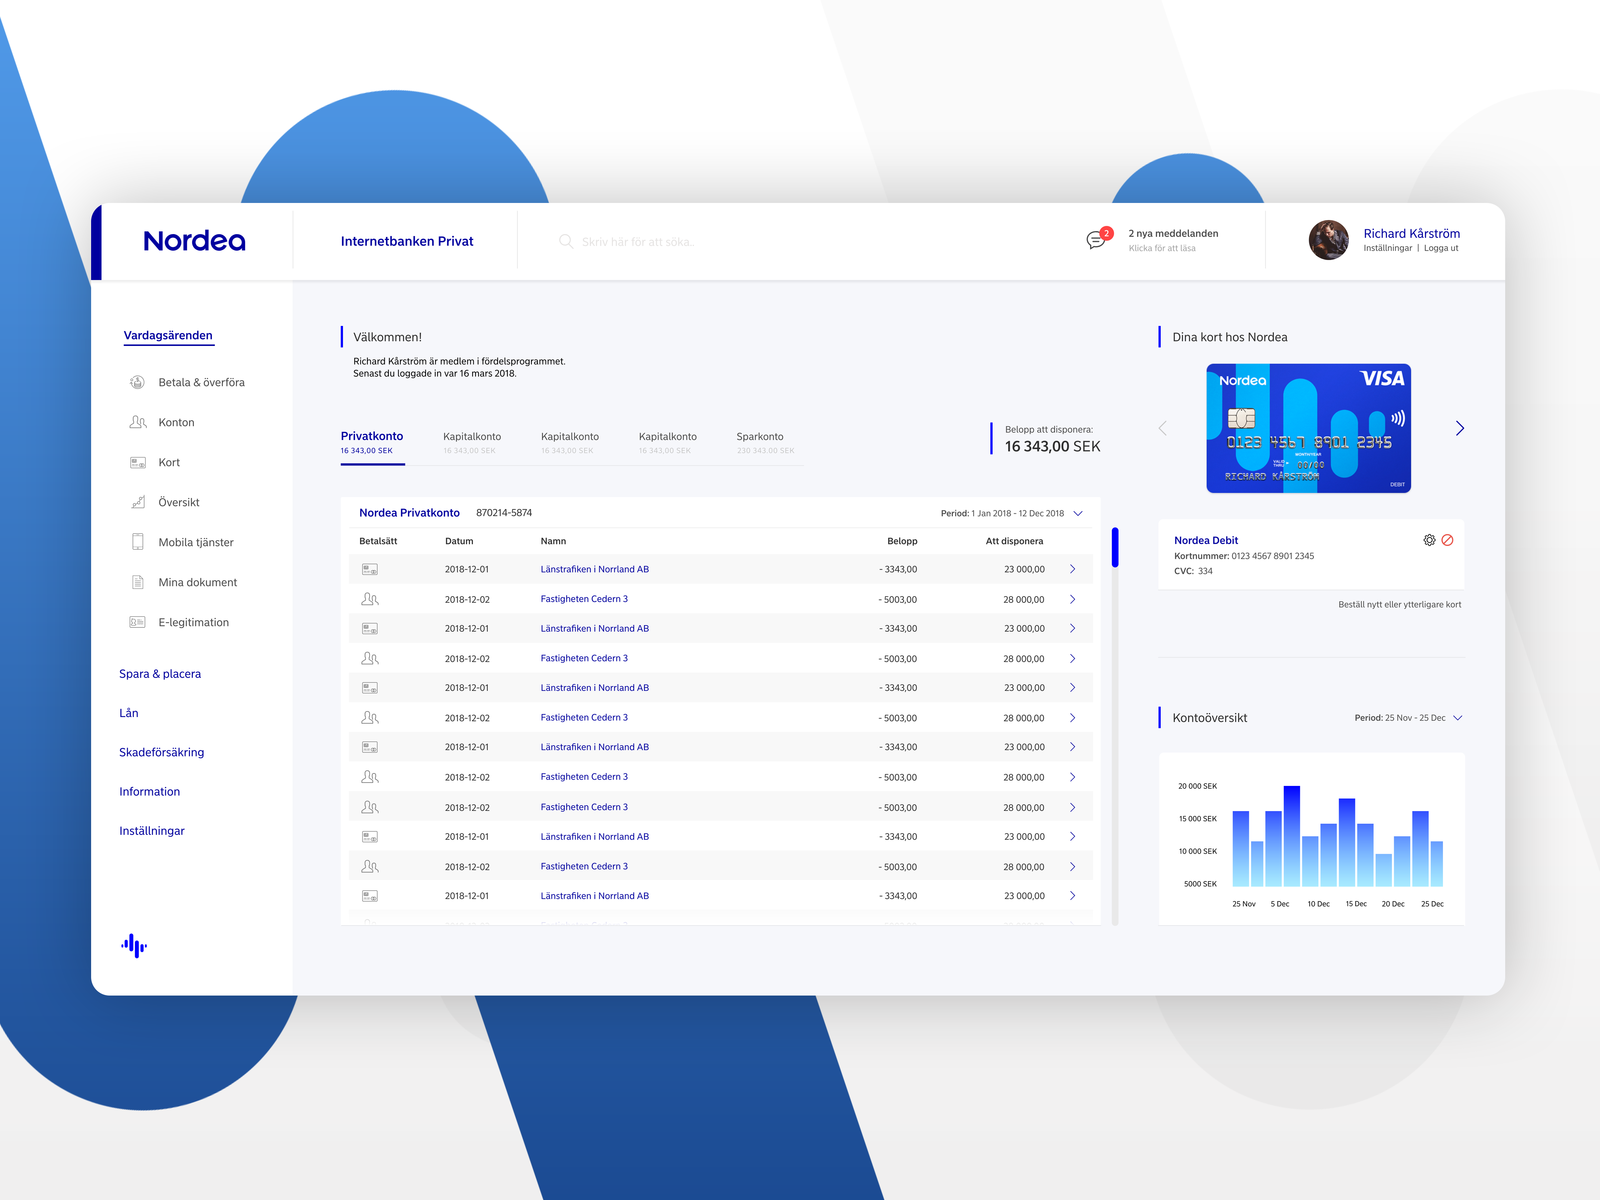 Nordea
Internetbanken Privat
Skriv här för att söka..
2
2 nya meddelanden
Klicka för att läsa
Richard Kårström
Inställningar | Logga ut
Vardagsärenden
Betala & överföra
Konton
Kort
Översikt
Mobila tjänster
Mina dokument
E-legitimation
Spara & placera
Lån
Skadeförsäkring
Information
Inställningar
Välkommen!
Richard Kårström är medlem i fördelsprogrammet.
Senast du loggade in var 16 mars 2018.
Privatkonto Kapitalkonto Kapitalkonto Kapitalkonto Sparkonto
16 343,00 SEK 16 343,00 SEK 16 343,00 SEK 16 343,00 SEK 230 343,00 SEK
Belopp att disponera:
16 343,00 SEK
Nordea Privatkonto 870214-5874 Period: 1 Jan 2018 - 12 Dec 2018
Betalsätt Datum Namn Belopp Att disponera
2018-12-01 Länstrafiken i Norrland AB - 3343,00 23 000,00
2018-12-02 Fastigheten Cedern 3 - 5003,00 28 000,00
2018-12-01 Länstrafiken i Norrland AB - 3343,00 23 000,00
2018-12-02 Fastigheten Cedern 3 - 5003,00 28 000,00
2018-12-01 Länstrafiken i Norrland AB - 3343,00 23 000,00
2018-12-02 Fastigheten Cedern 3 - 5003,00 28 000,00
2018-12-01 Länstrafiken i Norrland AB - 3343,00 23 000,00
2018-12-02 Fastigheten Cedern 3 - 5003,00 28 000,00
2018-12-02 Fastigheten Cedern 3 - 5003,00 28 000,00
2018-12-01 Länstrafiken i Norrland AB - 3343,00 23 000,00
2018-12-02 Fastigheten Cedern 3 - 5003,00 28 000,00
2018-12-01 Länstrafiken i Norrland AB - 3343,00 23 000,00
Dina kort hos Nordea
Nordea VISA
0123 4567 8901 2345
MONTH/YEAR
VALID THRU 00/00
RICHARD KÅRSTRÖM
DEBIT
Nordea Debit
Kortnummer: 0123 4567 8901 2345
CVC: 334
Beställ nytt eller ytterligare kort
Kontoöversikt Period: 25 Nov - 25 Dec
20 000 SEK
15 000 SEK
10 000 SEK
5000 SEK
25 Nov 5 Dec 10 Dec 15 Dec 20 Dec 25 Dec